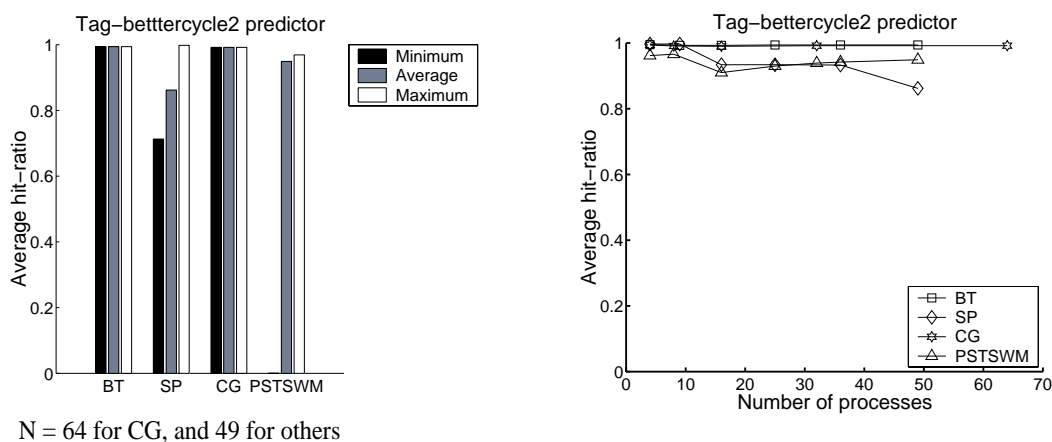 Tag−betttercycle2 predictor
1
0.8
0.6
0.4
0.2
0
Average hit−ratio
BT SP CG PSTSWM
Minimum
Average
Maximum
N = 64 for CG, and 49 for others
Tag−bettercycle2 predictor
1
0.8
0.6
0.4
0.2
0
Average hit−ratio
0 10 20 30 40 50 60 70
Number of processes
BT
SP
CG
PSTSWM